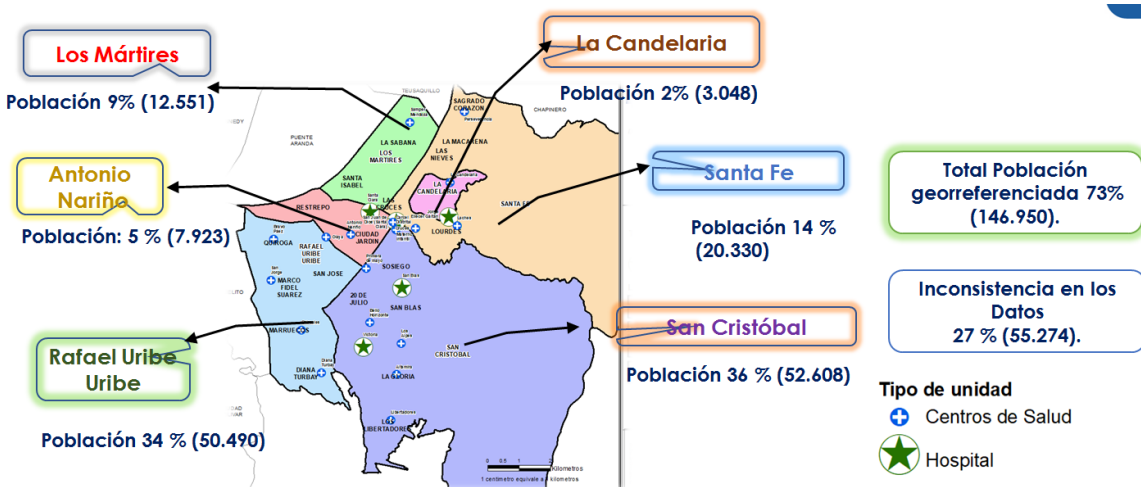 Los Mártires
Población 9% (12.551)
La Candelaria
Población 2% (3.048)
Antonio
Nariño
Población: 5 % (7.923)
Santa Fe
Población 14 %
(20.330)
Total Población
georreferenciada 73%
(146.950).
Inconsistencia en los
Datos
27 % (55.274).
Rafael Uribe
Uribe
Población 34 % (50.490)
San Cristóbal
Población 36 % (52.608)
Tipo de unidad
Centros de Salud
Hospital
TEUSAQUILLO
CHAPINERO
PUENTE
ARANDA
SAGRADO
CORAZON
LA MACARENA
LAS
NIEVES
LA SABANA
LOS
MARTIRES
SANTA
ISABEL
LA
CANDELARIA
SANTA FE
RESTREPO
LAS
CRUCES
LOURDES
CIUDAD
JARDIN
QUIROGA
RAFAEL
URIBE
URIBE
SAN JOSE
SOSIEGO
MARCO
FIDEL
SUAREZ
20 DE
JULIO
SAN BLAS
MARRUECOS
SAN
CRISTOBAL
DIANA
TURBAY
LA GLORIA
LOS
LIBERTADORES
0 0.5 1 2
Kilometros